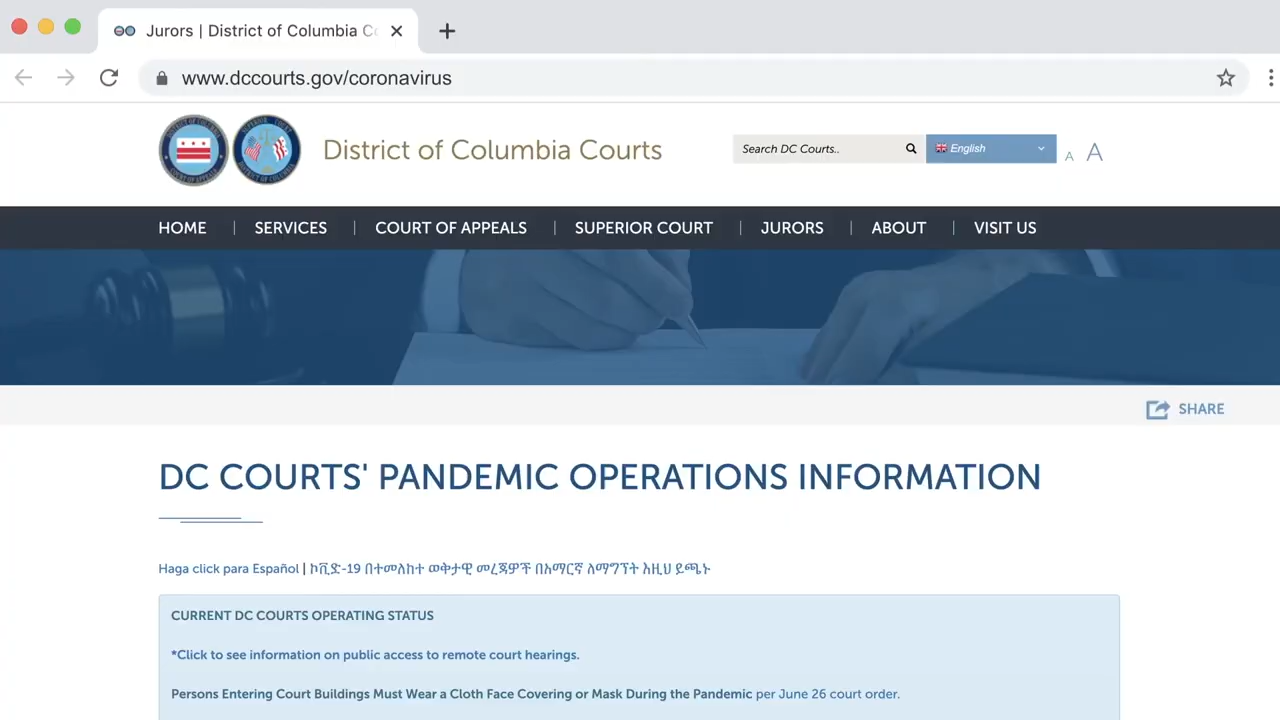 Jurors | District of Columbia C
www.dccourts.gov/coronavirus
District of Columbia Courts
Search DC Courts..
English
A A
HOME | SERVICES | COURT OF APPEALS | SUPERIOR COURT | JURORS | ABOUT | VISIT US
SHARE
DC COURTS' PANDEMIC OPERATIONS INFORMATION
Haga click para Español | ኮቪድ-19 በተመለከተ ወቅታዊ መረጃዎች በአማርኛ ለማግኘት እዚህ ይጫኑ
CURRENT DC COURTS OPERATING STATUS
*Click to see information on public access to remote court hearings.
Persons Entering Court Buildings Must Wear a Cloth Face Covering or Mask During the Pandemic per June 26 court order.